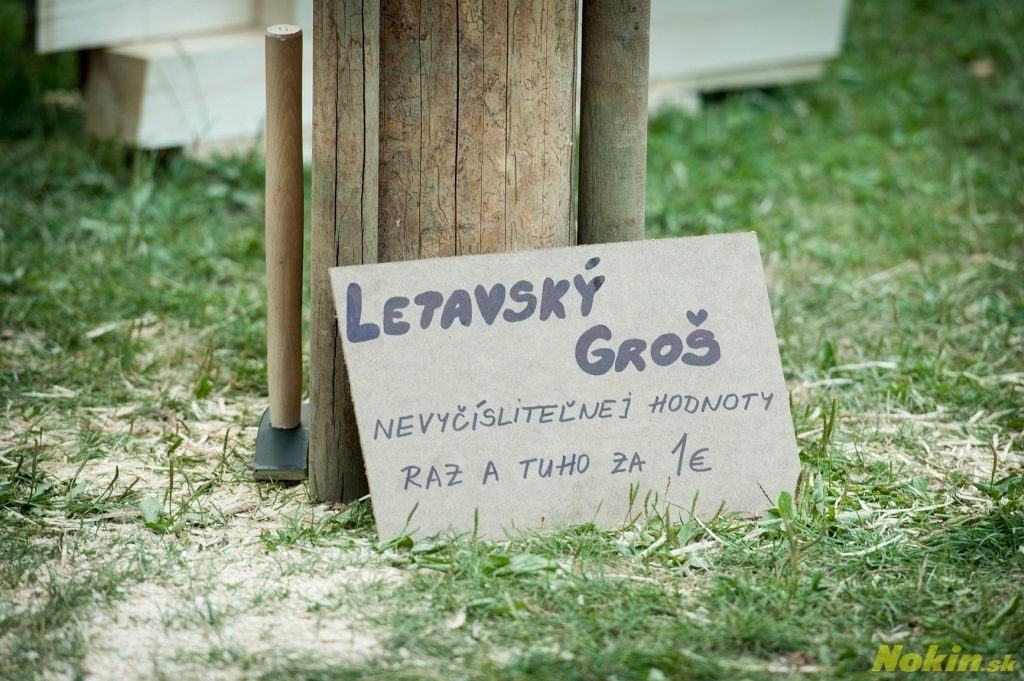 LETAVSKÝ
GROŠ
NEVYČÍSLITEĽNEJ HODNOTY
RAZ A TUHO ZA 1€
Nokin.sk